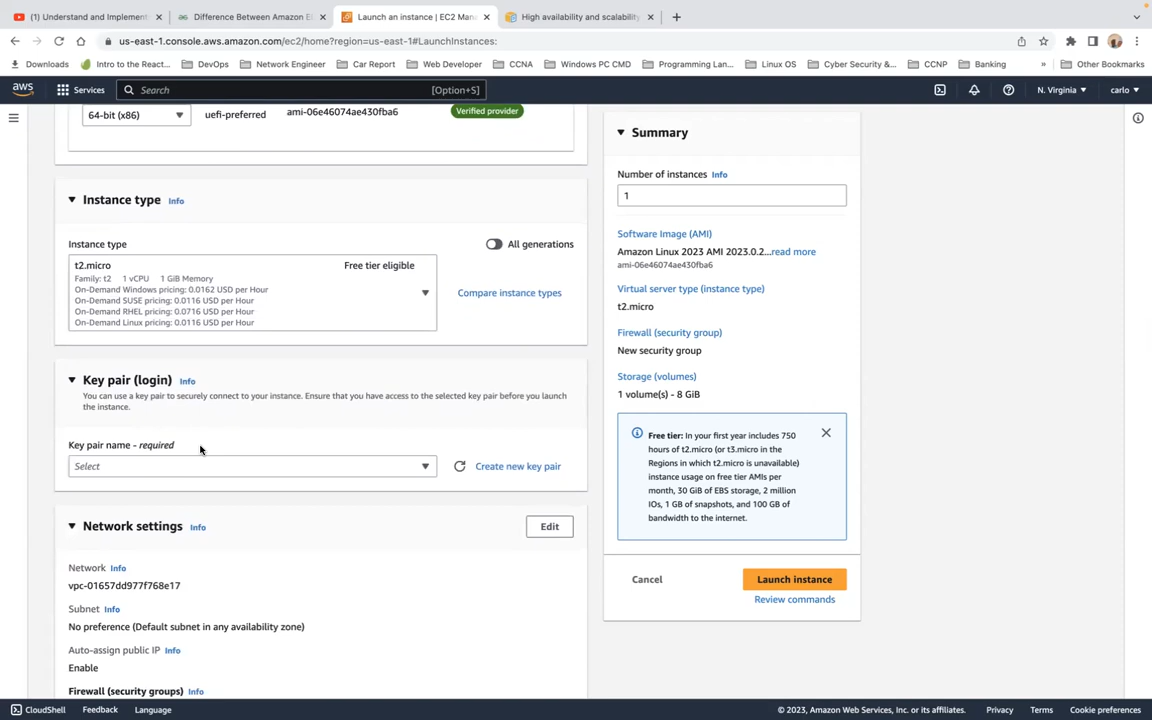 (1) Understand and Implement
Difference Between Amazon E
Launch an instance | EC2 Man
High availability and scalability
us-east-1.console.aws.amazon.com/ec2/home?region=us-east-1#LaunchInstances:
Downloads
Intro to the React...
DevOps
Network Engineer
Car Report
Web Developer
CCNA
Windows PC CMD
Programming Lan...
Linux OS
Cyber Security &...
CCNP
Banking
»
Other Bookmarks
aws
Services
Search
[Option+S]
N. Virginia
carlo
64-bit (x86)
uefi-preferred
ami-06e46074ae430fba6
Verified provider
Instance type Info
Instance type
All generations
t2.micro
Free tier eligible
Family: t2 1 vCPU 1 GiB Memory
On-Demand Windows pricing: 0.0162 USD per Hour
On-Demand SUSE pricing: 0.0116 USD per Hour
On-Demand RHEL pricing: 0.0716 USD per Hour
On-Demand Linux pricing: 0.0116 USD per Hour
Compare instance types
Key pair (login) Info
You can use a key pair to securely connect to your instance. Ensure that you have access to the selected key pair before you launch
the instance.
Key pair name - required
Select
Create new key pair
Network settings Info
Edit
Network Info
vpc-01657dd977f768e17
Subnet Info
No preference (Default subnet in any availability zone)
Auto-assign public IP Info
Enable
Firewall (security groups) Info
Summary
Number of instances Info
1
Software Image (AMI)
Amazon Linux 2023 AMI 2023.0.2...read more
ami-06e46074ae430fba6
Virtual server type (instance type)
t2.micro
Firewall (security group)
New security group
Storage (volumes)
1 volume(s) - 8 GiB
Free tier: In your first year includes 750
hours of t2.micro (or t3.micro in the
Regions in which t2.micro is unavailable)
instance usage on free tier AMIs per
month, 30 GiB of EBS storage, 2 million
IOs, 1 GB of snapshots, and 100 GB of
bandwidth to the internet.
Cancel
Launch instance
Review commands
CloudShell
Feedback
Language
© 2023, Amazon Web Services, Inc. or its affiliates.
Privacy
Terms
Cookie preferences